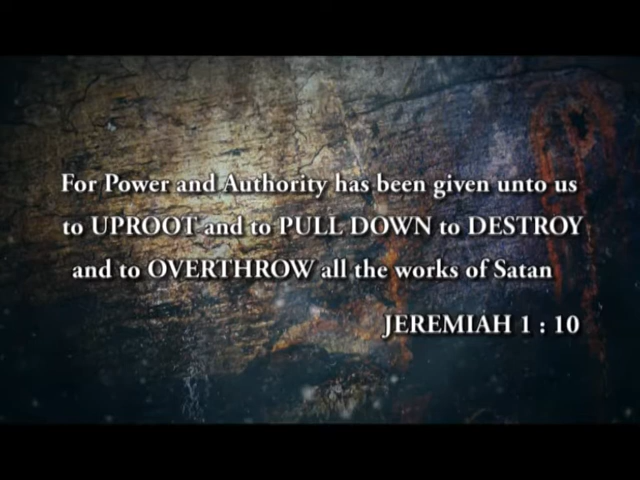 For Power and Authority has been given unto us
to UPROOT and to PULL DOWN to DESTROY
and to OVERTHROW all the works of Satan
JEREMIAH 1 : 10